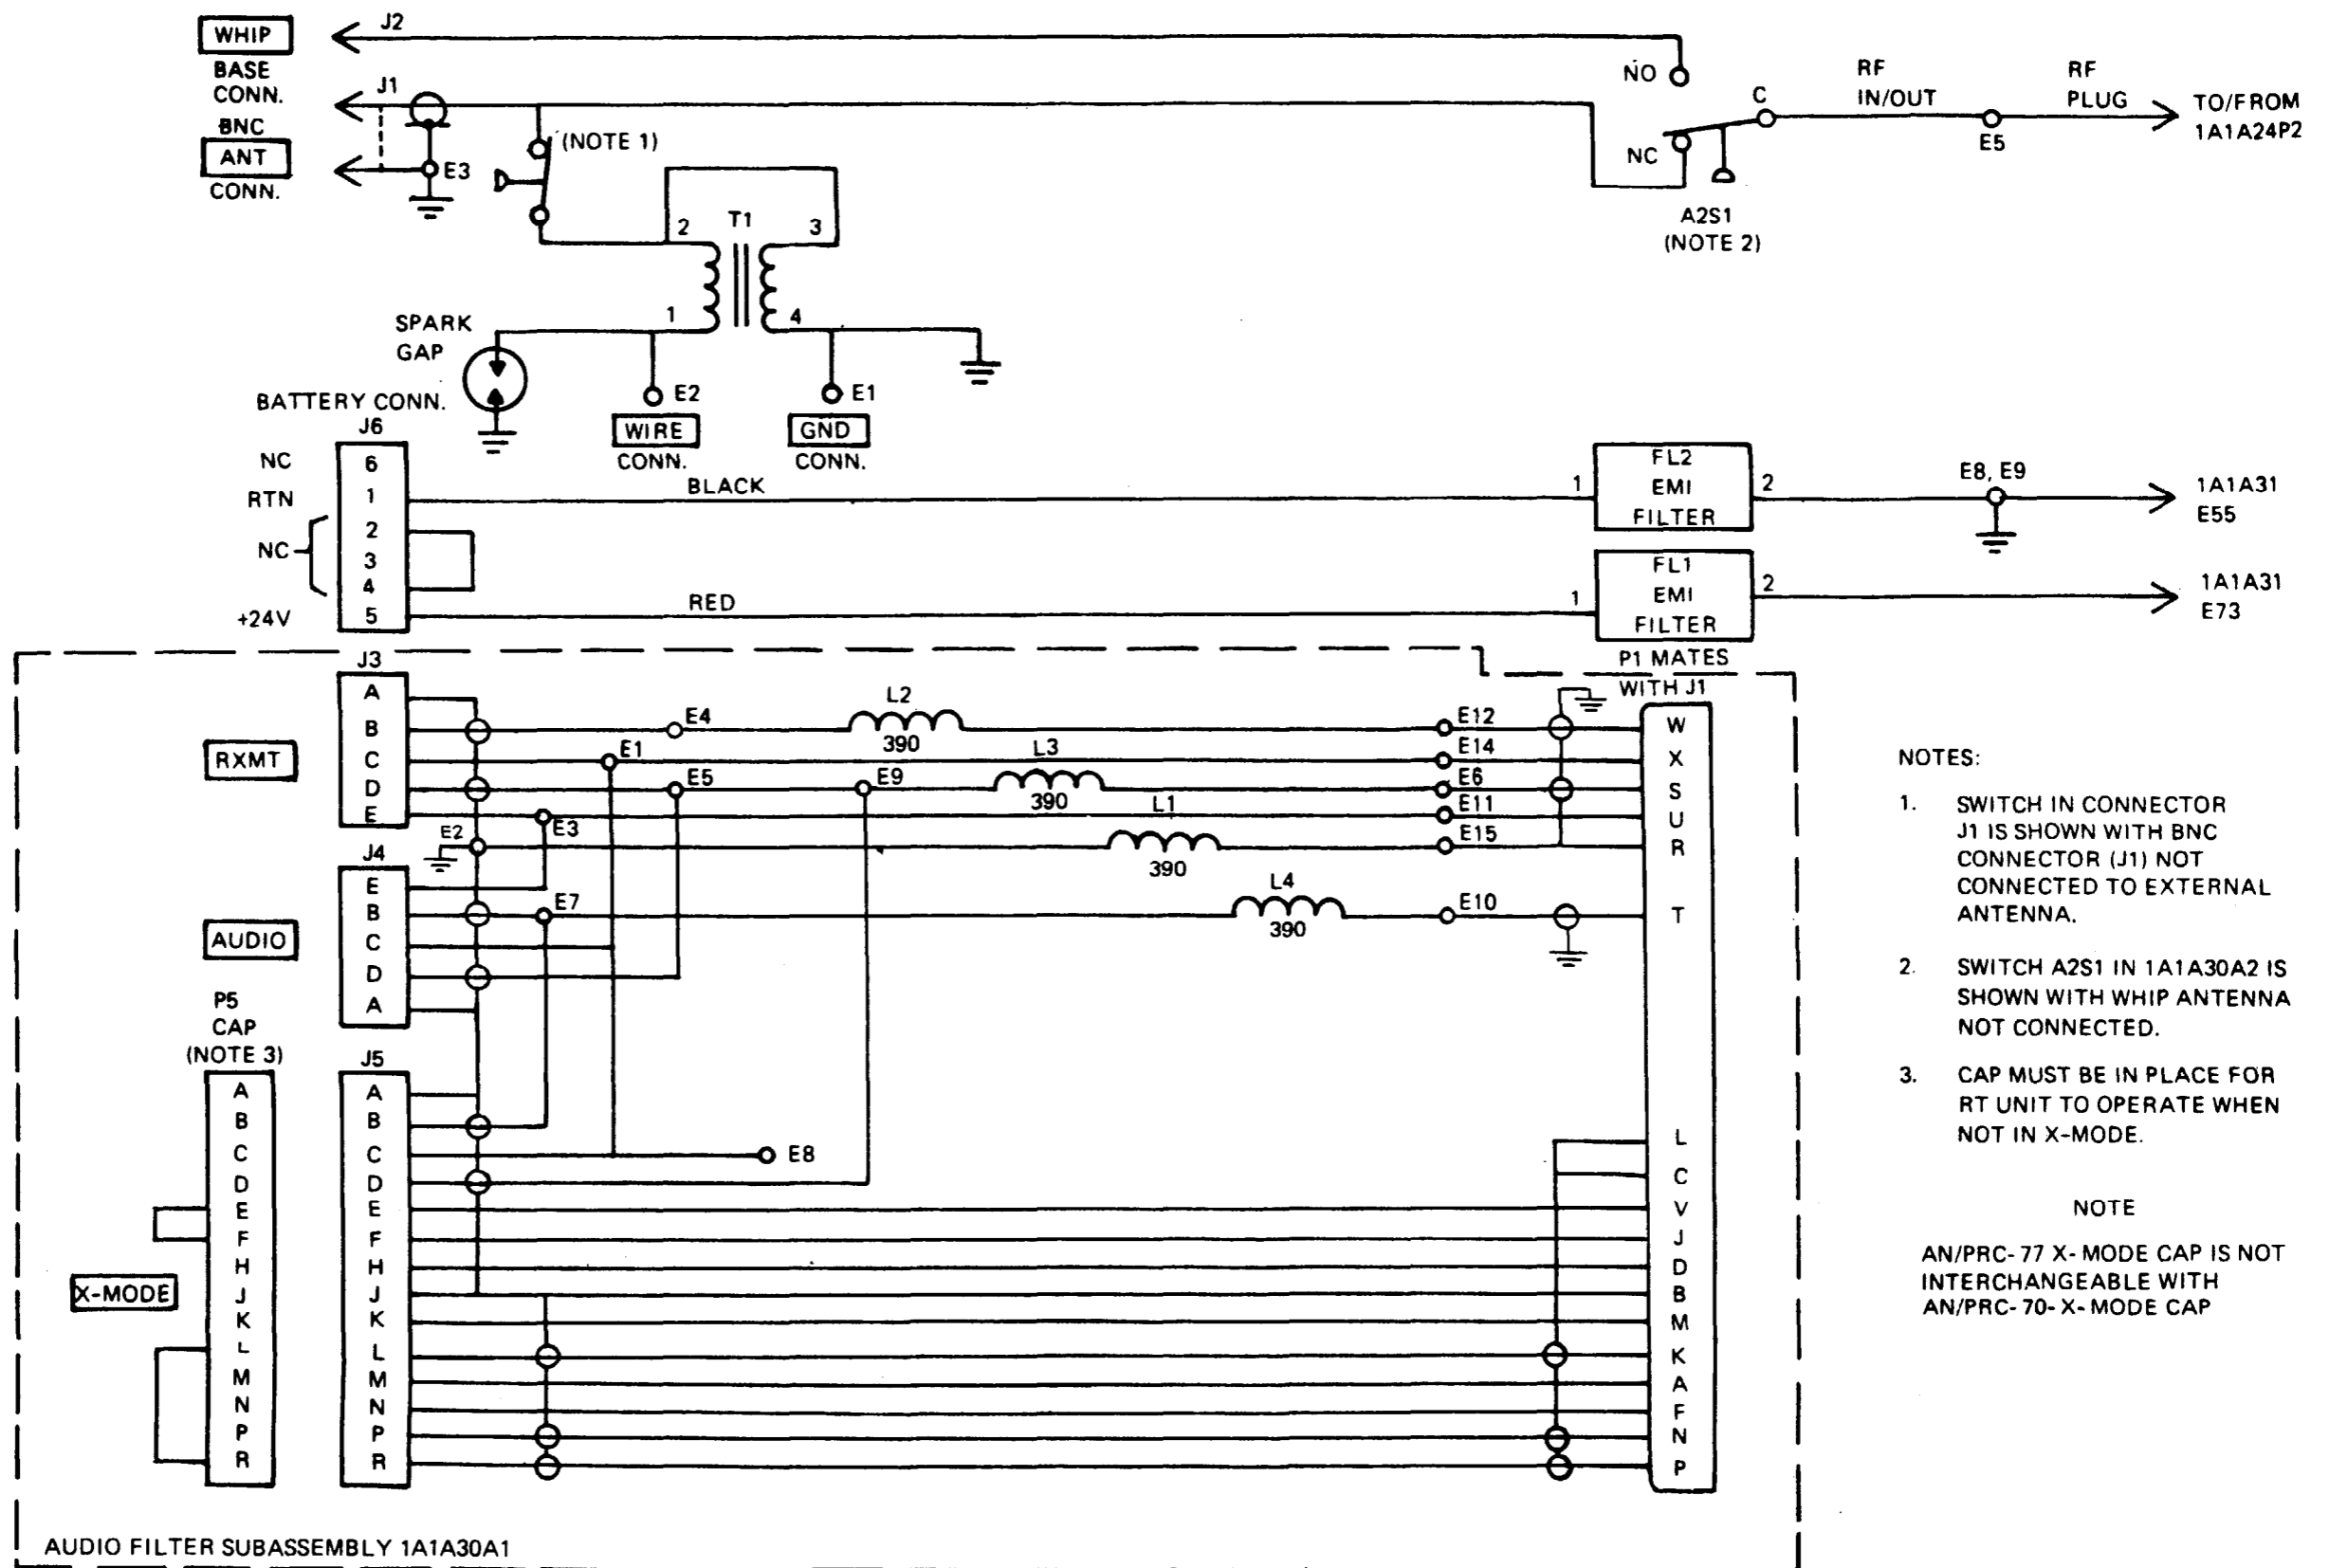 WHIP
BASE
CONN.
J2
J1
BNC
ANT
CONN.
E3
(NOTE 1)
NO
NC
C
A2S1
(NOTE 2)
RF
IN/OUT
E5
RF
PLUG
TO/FROM
1A1A24P2
T1
2
3
1
4
SPARK
GAP
E2
WIRE
CONN.
E1
GND
CONN.
BATTERY CONN.
J6
NC
6
RTN
1
NC
2
3
4
+24V
5
BLACK
RED
1
FL2
EMI
FILTER
2
E8, E9
1A1A31
E55
1
FL1
EMI
FILTER
2
1A1A31
E73
P1 MATES
WITH J1
J3
RXMT
A
B
C
D
E
E4
L2
390
E12
E1
L3
390
E14
E5
E9
E6
E3
L1
390
E11
E2
E15
J4
AUDIO
E
B
C
D
A
E7
L4
390
E10
P5
CAP
(NOTE 3)
A
B
C
D
E
F
H
J
K
L
M
N
P
R
X-MODE
J5
A
B
C
D
E
F
H
J
K
L
M
N
P
R
E8
W
X
S
U
R
T
L
C
V
J
D
B
M
K
A
F
N
P
AUDIO FILTER SUBASSEMBLY 1A1A30A1
NOTES:
1. SWITCH IN CONNECTOR
J1 IS SHOWN WITH BNC
CONNECTOR (J1) NOT
CONNECTED TO EXTERNAL
ANTENNA.
2. SWITCH A2S1 IN 1A1A30A2 IS
SHOWN WITH WHIP ANTENNA
NOT CONNECTED.
3. CAP MUST BE IN PLACE FOR
RT UNIT TO OPERATE WHEN
NOT IN X-MODE.
NOTE
AN/PRC-77 X-MODE CAP IS NOT
INTERCHANGEABLE WITH
AN/PRC-70-X-MODE CAP